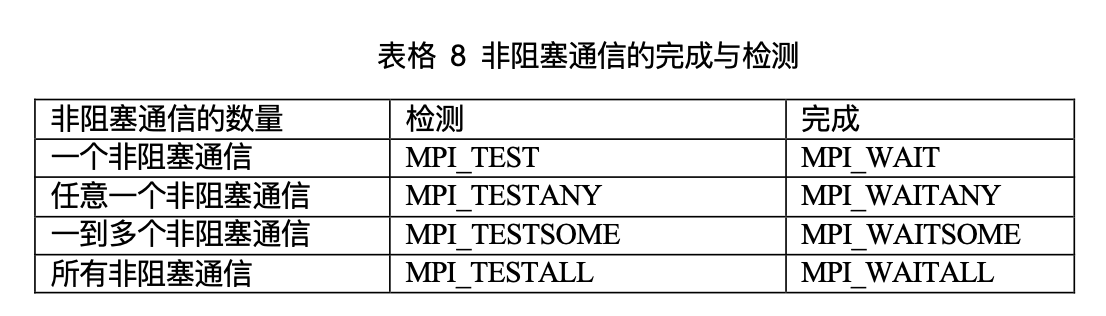 表格 8 非阻塞通信的完成与检测
非阻塞通信的数量 检测 完成
一个非阻塞通信 MPI_TEST MPI_WAIT
任意一个非阻塞通信 MPI_TESTANY MPI_WAITANY
一到多个非阻塞通信 MPI_TESTSOME MPI_WAITSOME
所有非阻塞通信 MPI_TESTALL MPI_WAITALL